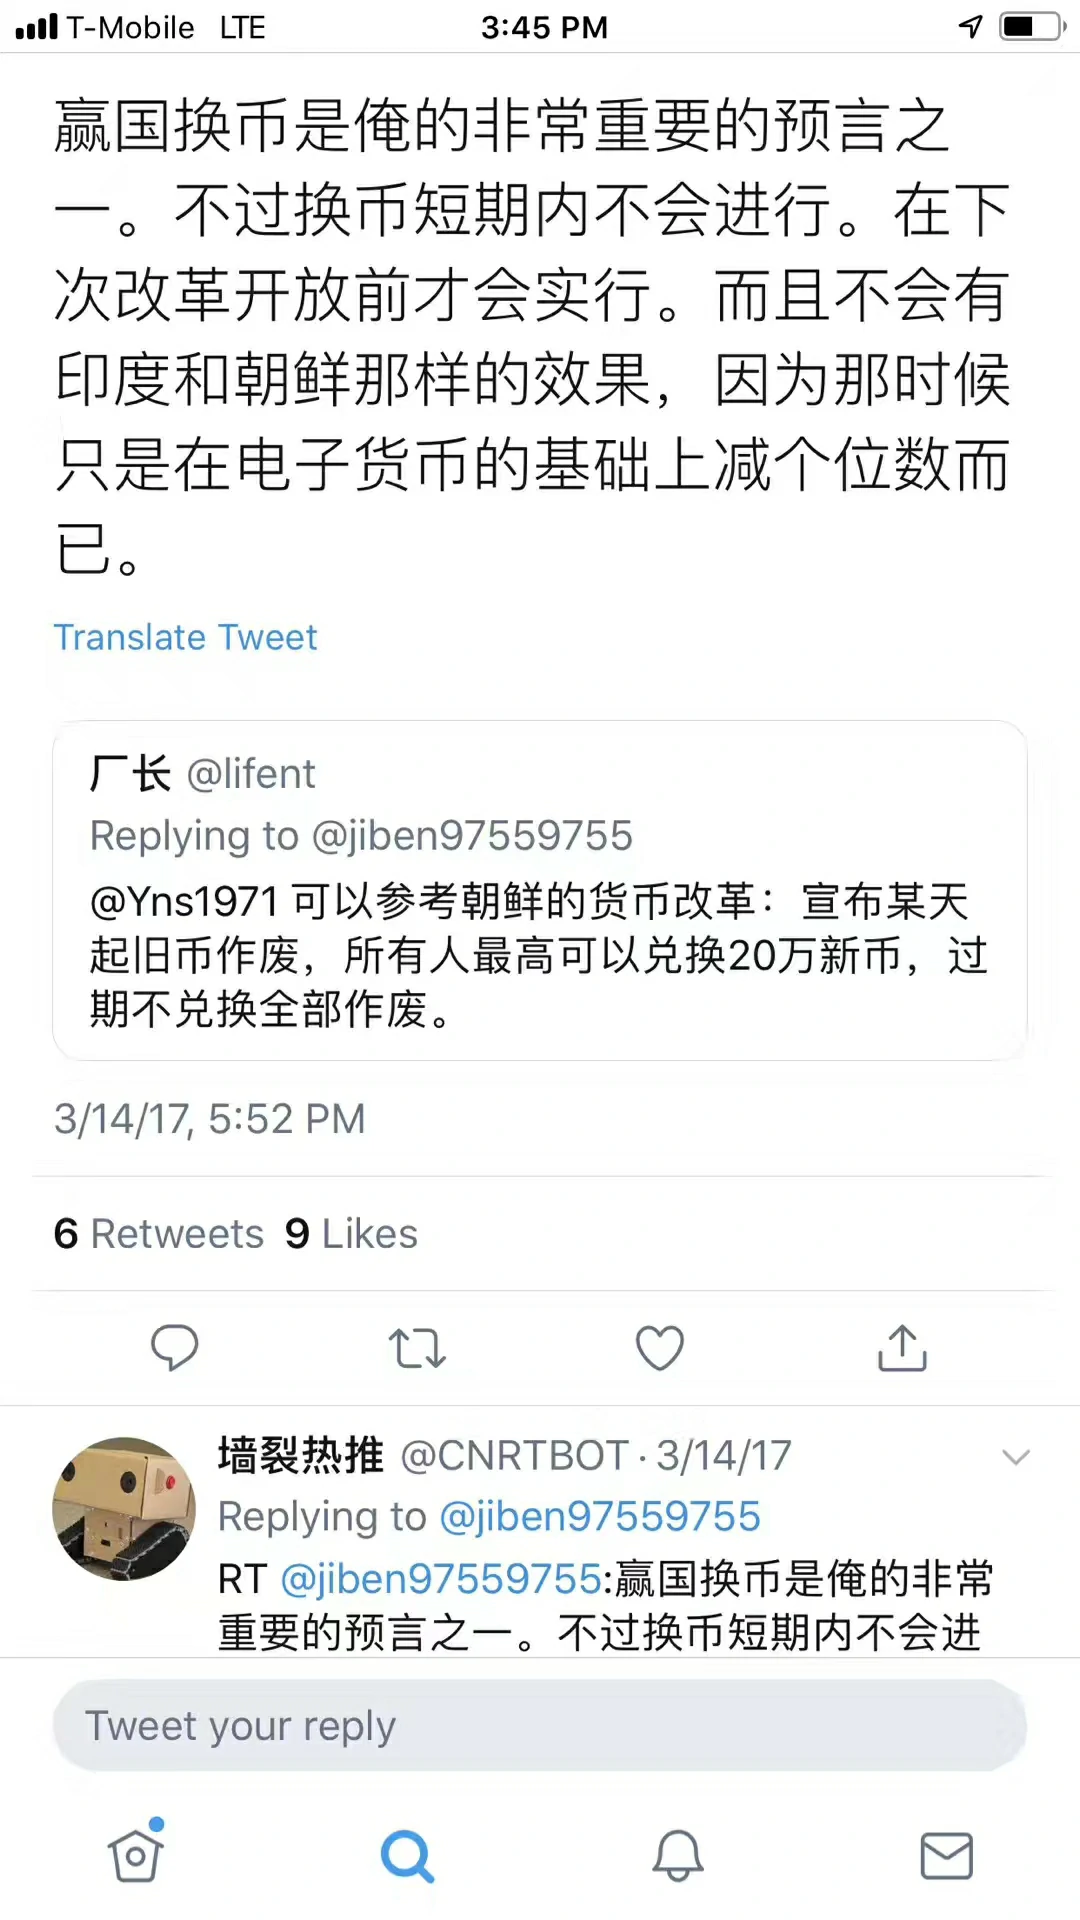 T-Mobile LTE 3:45 PM
赢国换币是俺的非常重要的预言之
一。不过换币短期内不会进行。在下
次改革开放前才会实行。而且不会有
印度和朝鲜那样的效果，因为那时候
只是在电子货币的基础上减个位数而
已。
Translate Tweet
厂长 @lifent
Replying to @jiben97559755
@Yns1971 可以参考朝鲜的货币改革：宣布某天
起旧币作废，所有人最高可以兑换20万新币，过
期不兑换全部作废。
3/14/17, 5:52 PM
6 Retweets 9 Likes
墙裂热推 @CNRTBOT · 3/14/17
Replying to @jiben97559755
RT @jiben97559755:赢国换币是俺的非常
重要的预言之一。不过换币短期内不会进
Tweet your reply